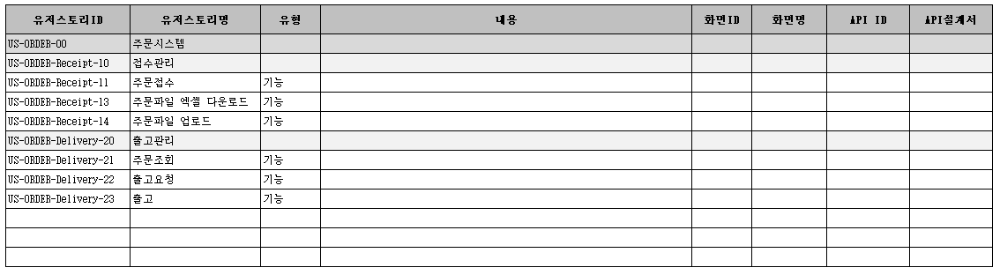 유저스토리ID 유저스토리명 유형 내용 화면ID 화면명 API ID API설계서
US-ORDER-00 주문시스템
US-ORDER-Receipt-10 접수관리
US-ORDER-Receipt-11 주문접수 기능
US-ORDER-Receipt-13 주문파일 엑셀 다운로드 기능
US-ORDER-Receipt-14 주문파일 업로드 기능
US-ORDER-Delivery-20 출고관리
US-ORDER-Delivery-21 주문조회 기능
US-ORDER-Delivery-22 출고요청 기능
US-ORDER-Delivery-23 출고 기능